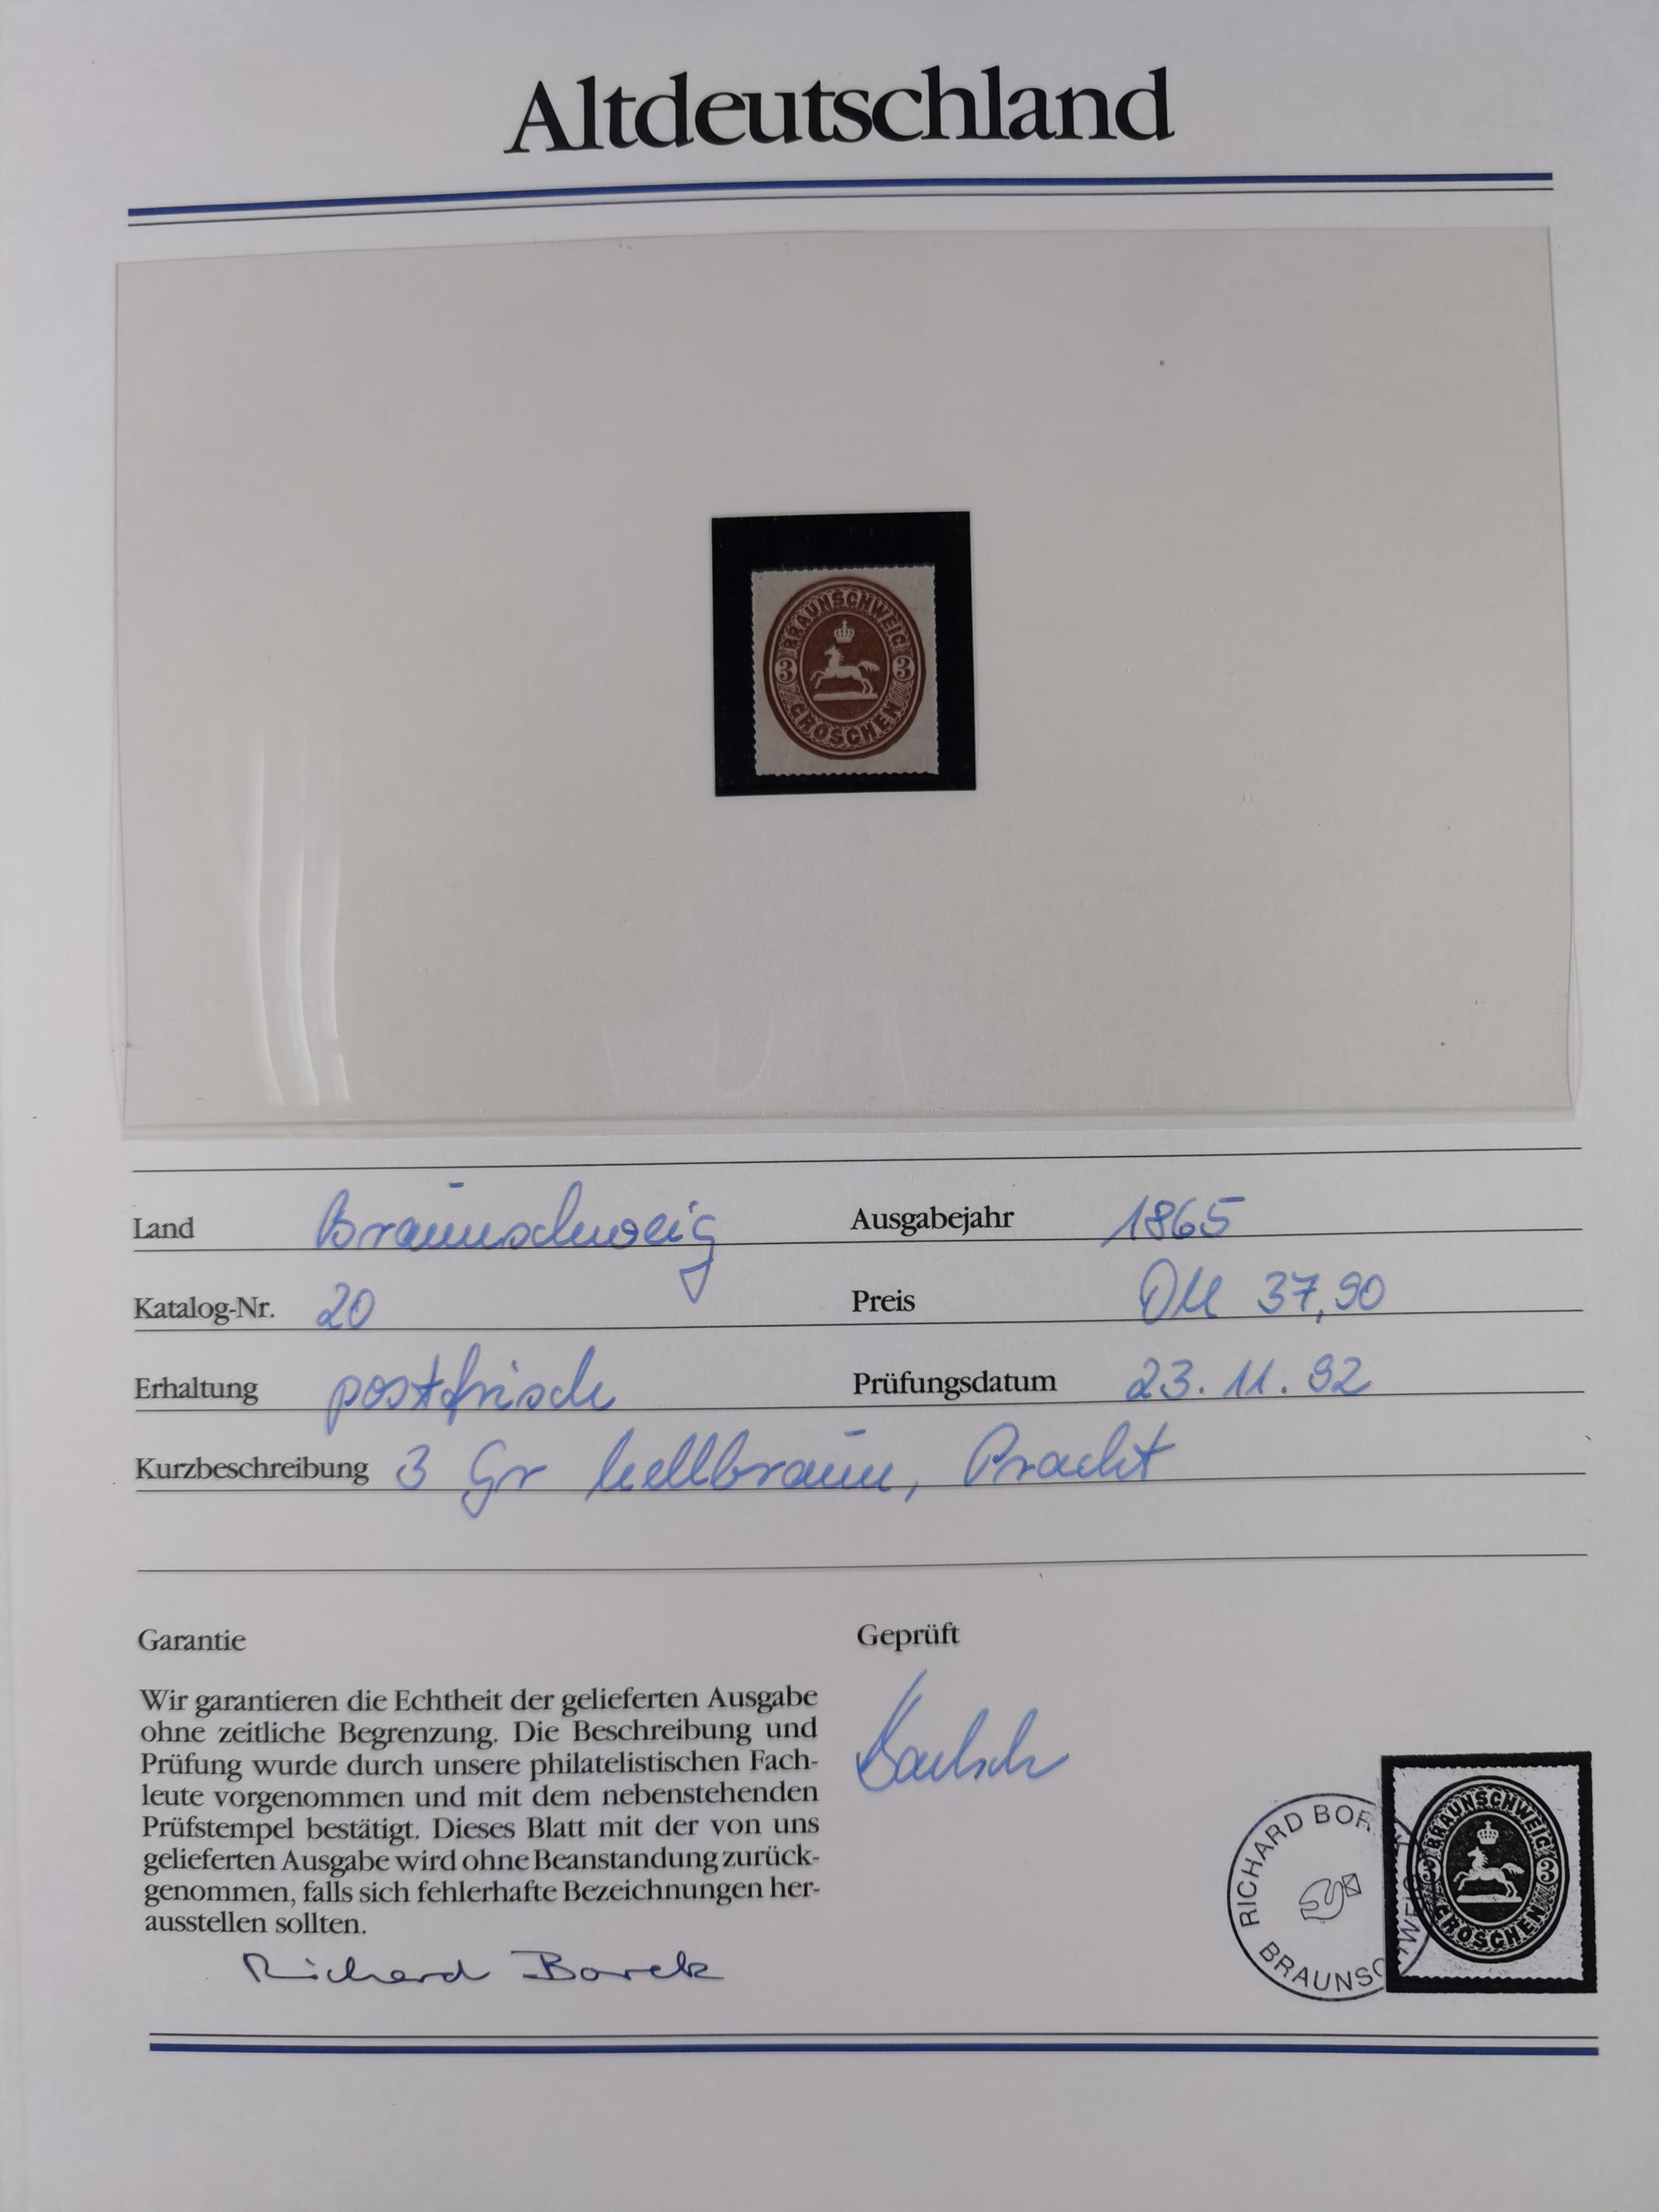 Altdeutschland
BRAUNSCHWEIG
3 3
GROSCHEN
Land Braunschweig Ausgabejahr 1865
Katalog-Nr. 20 Preis DM 37,90
Erhaltung postfrisch Prüfungsdatum 23.11.92
Kurzbeschreibung 3 Gr hellbraun, Pracht
Garantie
Wir garantieren die Echtheit der gelieferten Ausgabe
ohne zeitliche Begrenzung. Die Beschreibung und
Prüfung wurde durch unsere philatelistischen Fach-
leute vorgenommen und mit dem nebenstehenden
Prüfstempel bestätigt. Dieses Blatt mit der von uns
gelieferten Ausgabe wird ohne Beanstandung zurück-
genommen, falls sich fehlerhafte Bezeichnungen her-
ausstellen sollten.
Richard Borek
Geprüft
RICHARD BOR
BRAUNSC
WEIG
BRAUNSCHWEIG
3 3
GROSCHEN